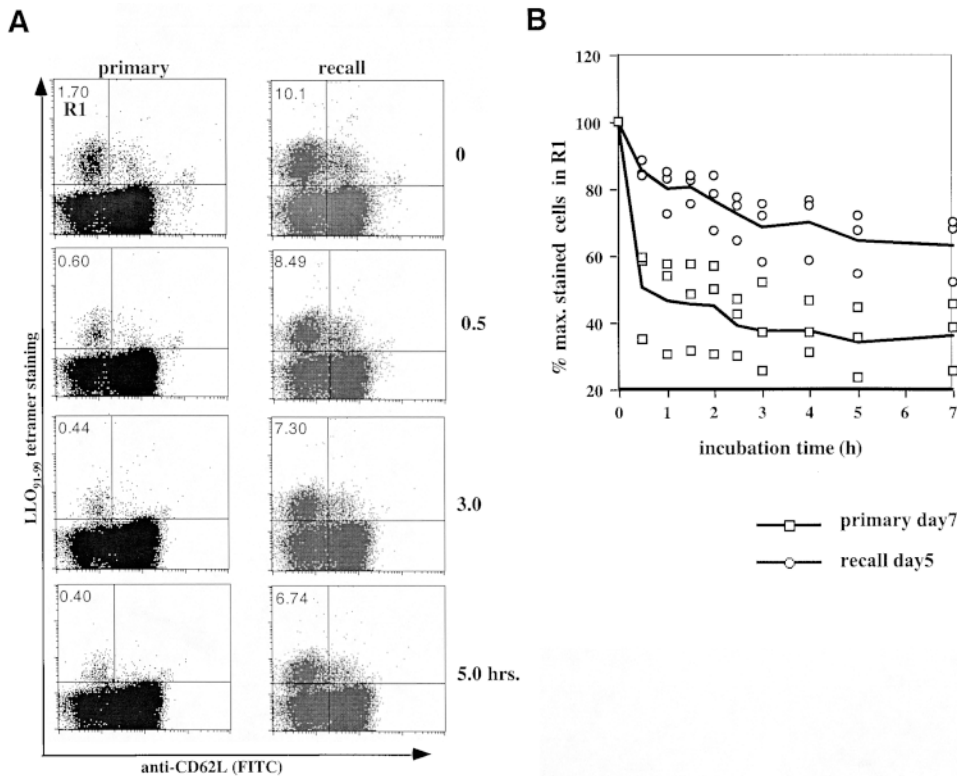 A
primary
recall
1.70
R1
10.1
0
0.60
8.49
0.5
0.44
7.30
3.0
0.40
6.74
5.0 hrs.
LLO91-99 tetramer staining
anti-CD62L (FITC)
B
120
100
80
60
40
20
% max. stained cells in R1
0 1 2 3 4 5 6 7
incubation time (h)
primary day7
recall day5